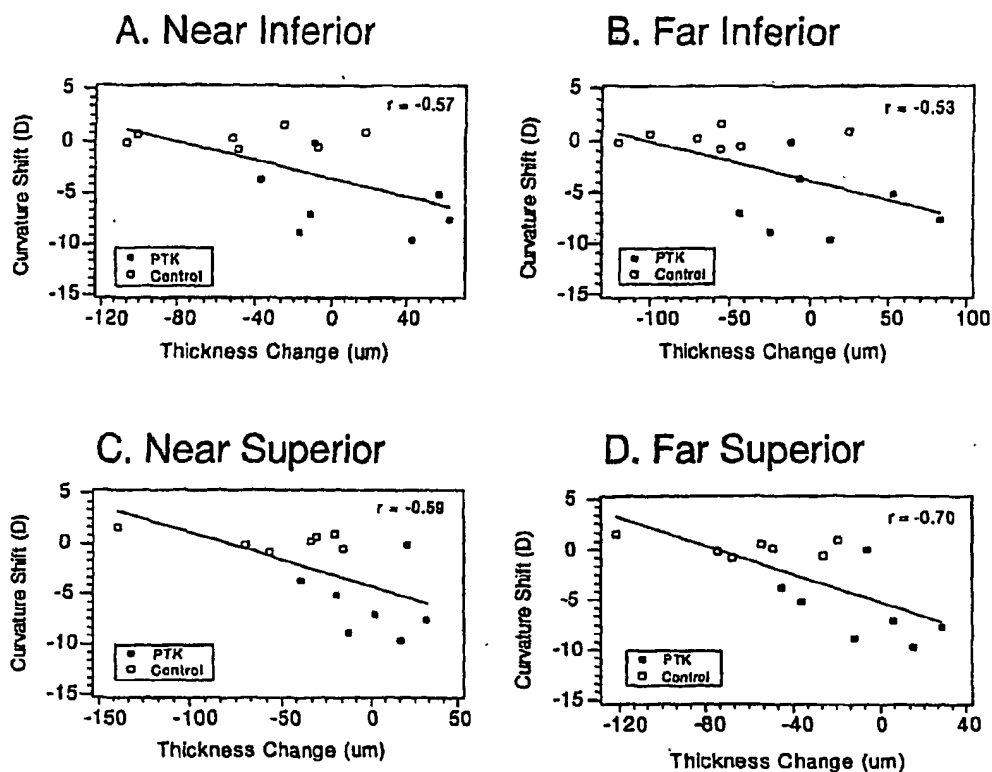 A. Near Inferior
r = -0.57
5
0
-5
-10
-15
Curvature Shift (D)
PTK
Control
-120 -80 -40 0 40
Thickness Change (um)
B. Far Inferior
r = -0.53
5
0
-5
-10
-15
Curvature Shift (D)
PTK
Control
-100 -50 0 50 100
Thickness Change (um)
C. Near Superior
r = -0.59
5
0
-5
-10
-15
Curvature Shift (D)
PTK
Control
-150 -100 -50 0 50
Thickness Change (um)
D. Far Superior
r = -0.70
5
0
-5
-10
-15
Curvature Shift (D)
PTK
Control
-120 -80 -40 0 40
Thickness Change (um)